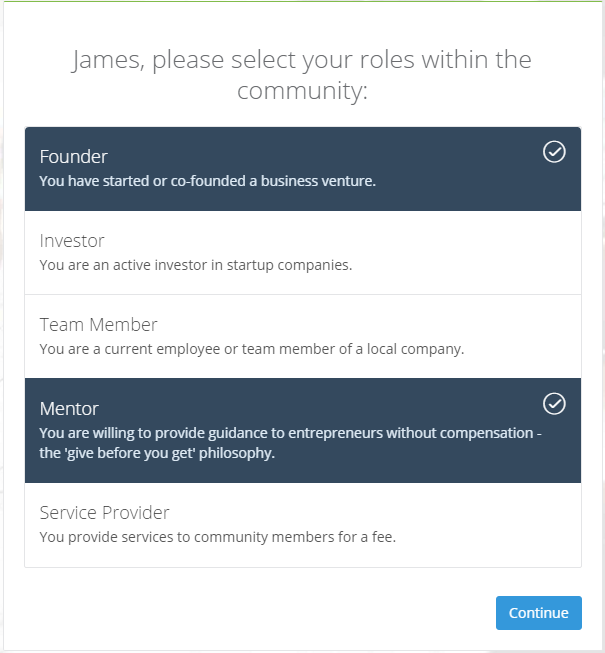 James, please select your roles within the
community:
Founder
You have started or co-founded a business venture.
Investor
You are an active investor in startup companies.
Team Member
You are a current employee or team member of a local company.
Mentor
You are willing to provide guidance to entrepreneurs without compensation -
the 'give before you get' philosophy.
Service Provider
You provide services to community members for a fee.
Continue